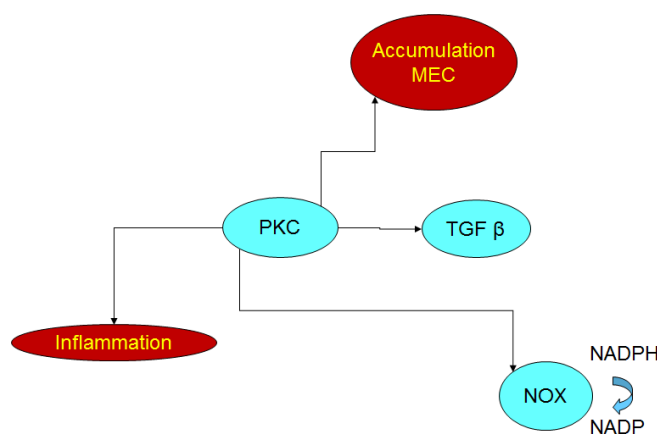 Accumulation
MEC
PKC
TGF β
Inflammation
NADPH
NOX
NADP